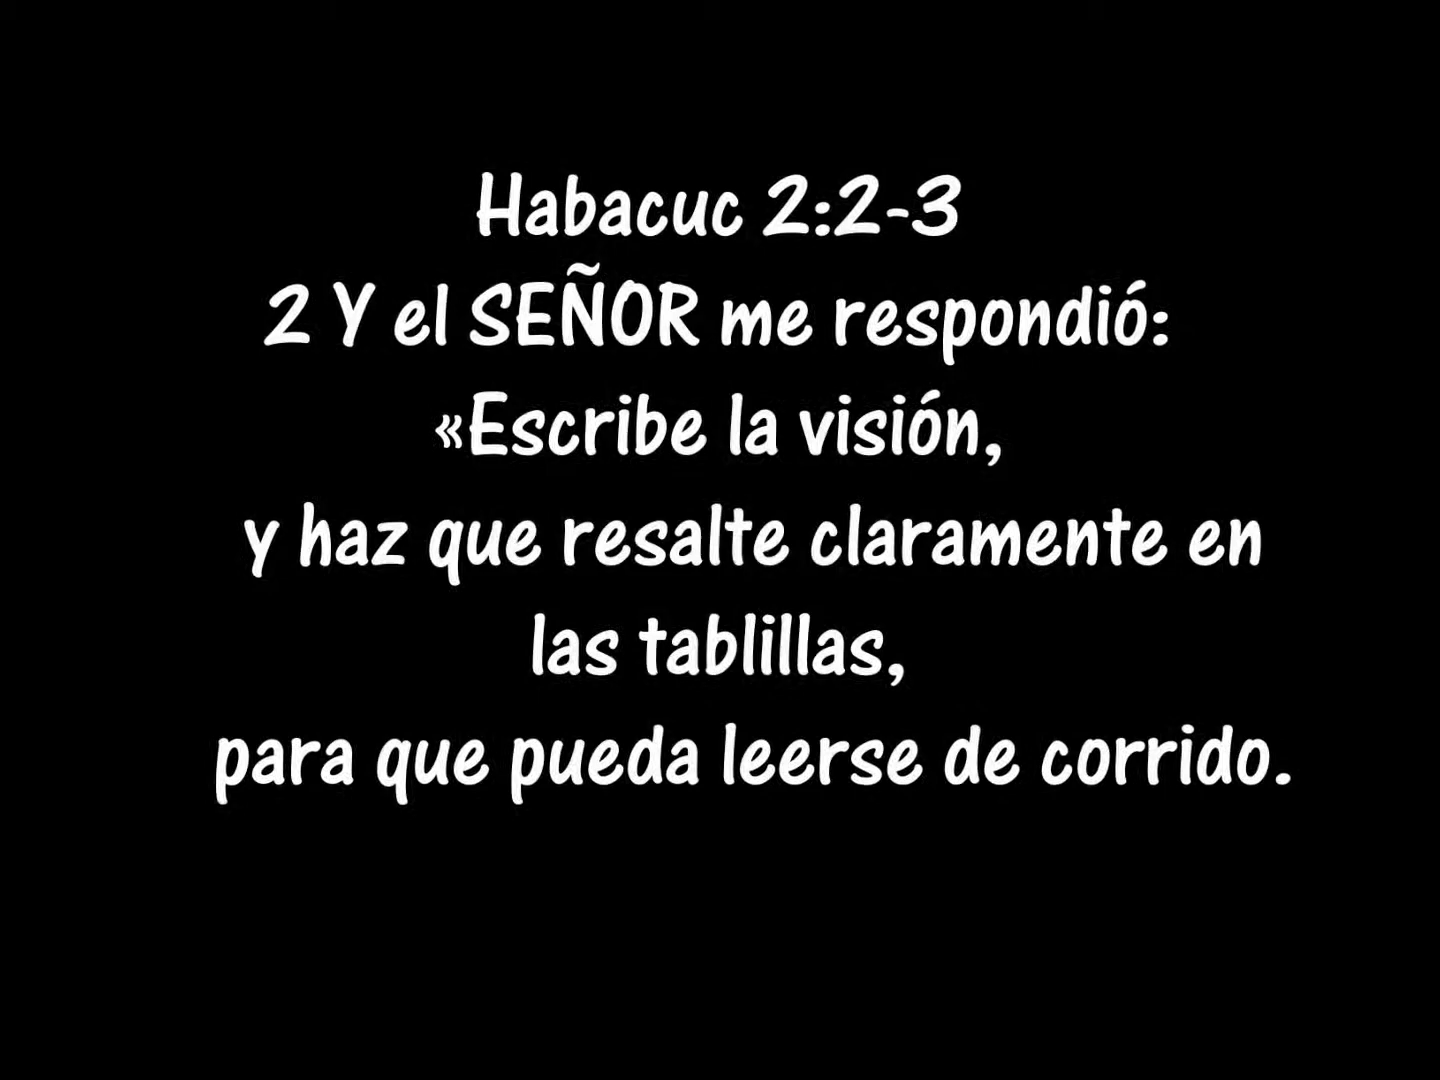 Habacuc 2:2-3
2 Y el SEÑOR me respondió:
«Escribe la visión,
y haz que resalte claramente en
las tablillas,
para que pueda leerse de corrido.